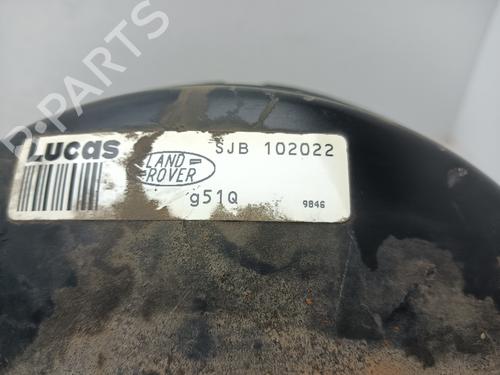 B-PARTS
Lucas
LAND
ROVER
SJB 102022
g51Q
9846